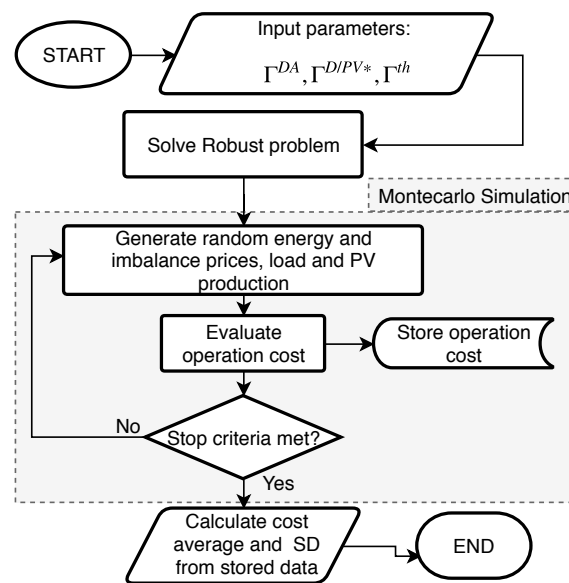 START
Input parameters:
Γ^{DA}, Γ^{D/PV*}, Γ^{th}
Solve Robust problem
Montecarlo Simulation
Generate random energy and
imbalance prices, load and PV
production
Evaluate
operation cost
Store operation
cost
No
Stop criteria met?
Yes
Calculate cost
average and SD
from stored data
END